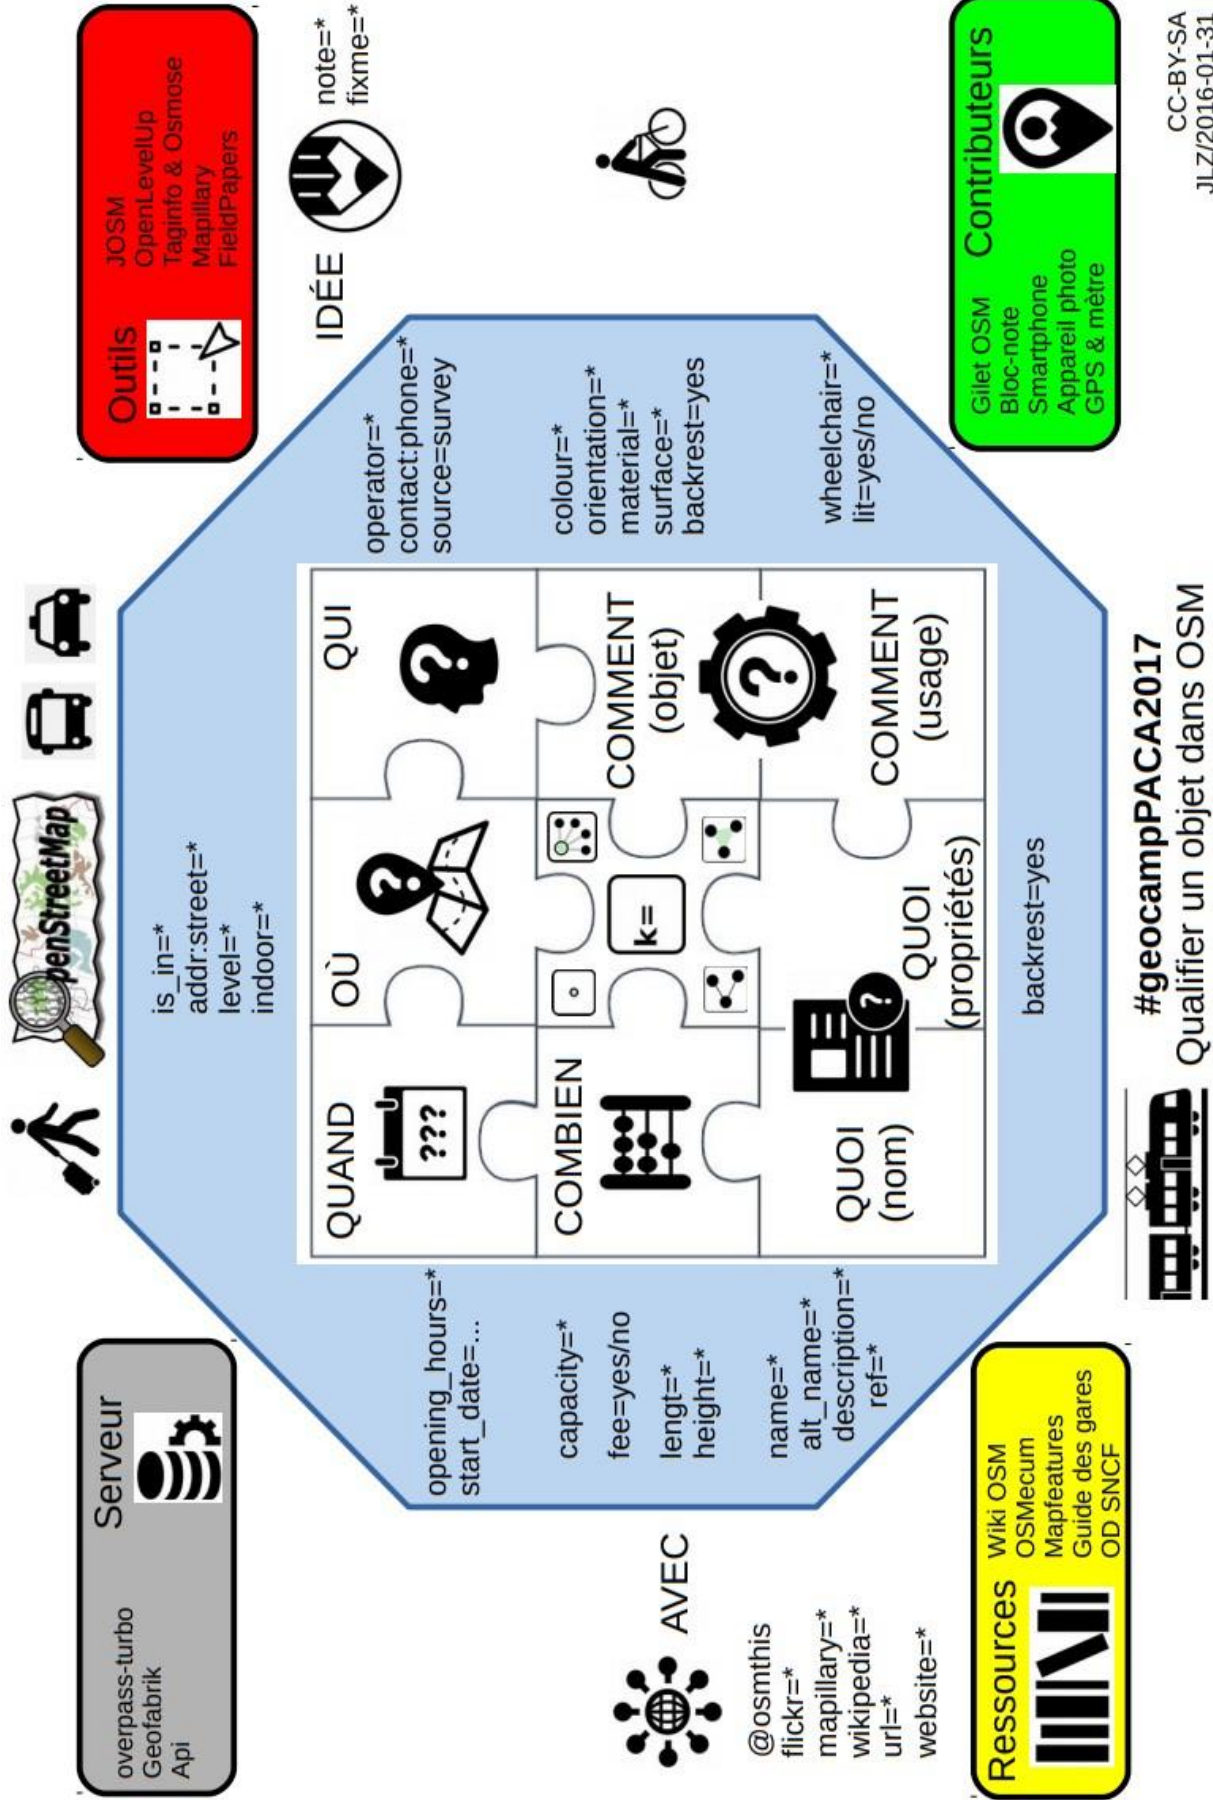 Serveur
overpass-turbo
Geofabrik
Api
OpenStreetMap
Outils
JOSM
OpenLevelUp
Taginfo & Osmose
Mapillary
FieldPapers
is_in=*
addr:street=*
level=*
indoor=*
IDÉE
note=*
fixme=*
opening_hours=*
start_date=...
QUAND
???
OÙ
?
QUI
?
operator=*
contact:phone=*
source=survey
AVEC
@osmthis
flickr=*
mapillary=*
wikipedia=*
url=*
website=*
capacity=*
fee=yes/no
lengt=*
height=*
COMBIEN
k=
COMMENT
(objet)
?
colour=*
orientation=*
material=*
surface=*
backrest=yes
name=*
alt_name=*
description=*
ref=*
QUOI
(nom)
?
QUOI
(propriétés)
COMMENT
(usage)
wheelchair=*
lit=yes/no
backrest=yes
Ressources
Wiki OSM
OSMecum
Mapfeatures
Guide des gares
OD SNCF
Gilet OSM
Bloc-note
Smartphone
Appareil photo
GPS & mètre
Contributeurs
#geocampPACA2017
Qualifier un objet dans OSM
CC-BY-SA
JLZ/2016-01-31